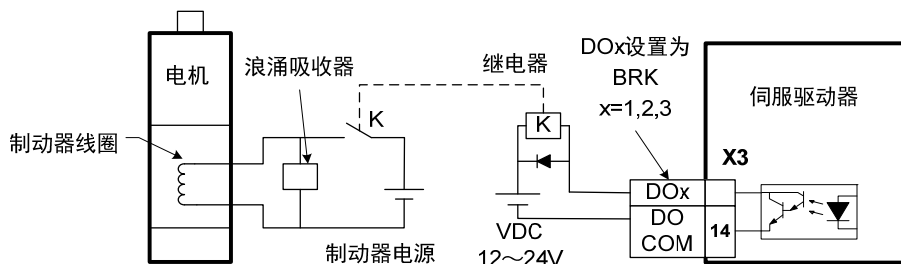 电机
浪涌吸收器
制动器线圈
K
制动器电源
继电器
K
VDC
12～24V
DOx设置为
BRK
x=1,2,3
伺服驱动器
X3
DOx
DO
COM
14